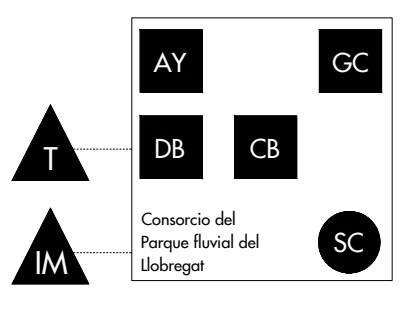 AY GC
T DB CB
Consorcio del
Parque fluvial del
Llobregat
IM SC